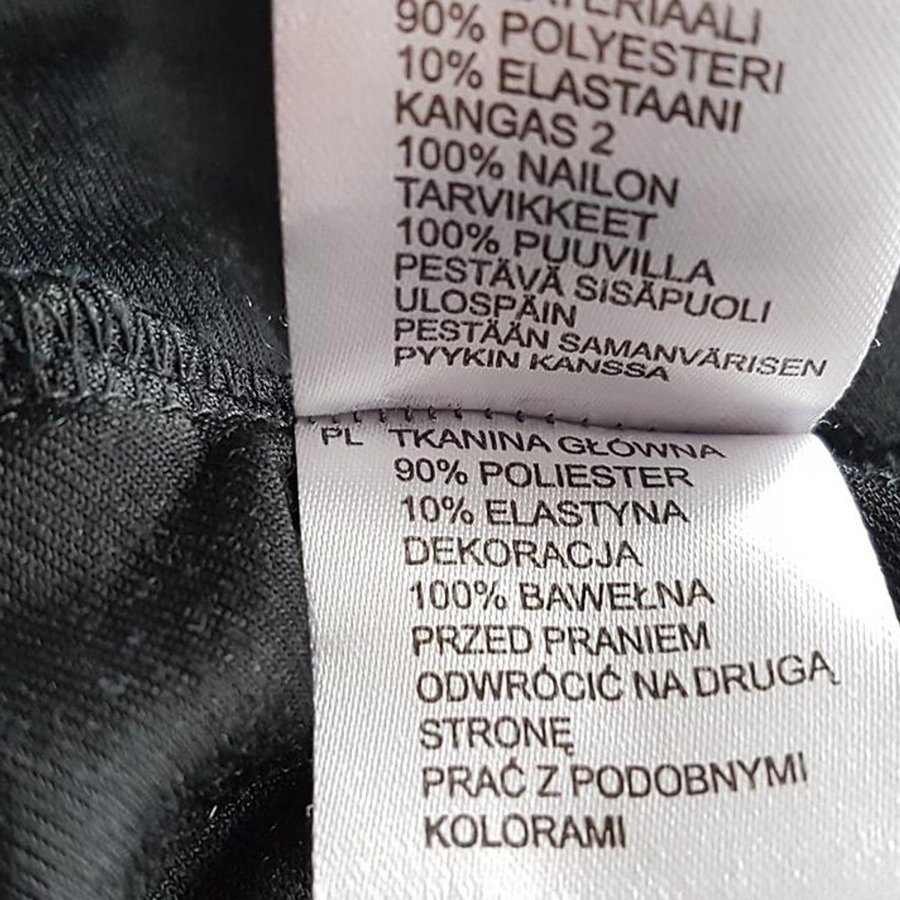 MATERIAALI
90% POLYESTERI
10% ELASTAANI
KANGAS 2
100% NAILON
TARVIKKEET
100% PUUVILLA
PESTÄVÄ SISÄPUOLI
ULOSPÄIN
PESTÄÄN SAMANVÄRISEN
PYYKIN KANSSA
PL TKANINA GŁÓWNA
90% POLIESTER
10% ELASTYNA
DEKORACJA
100% BAWEŁNA
PRZED PRANIEM
ODWRÓCIĆ NA DRUGĄ
STRONĘ
PRAĆ Z PODOBNYMI
KOLORAMI